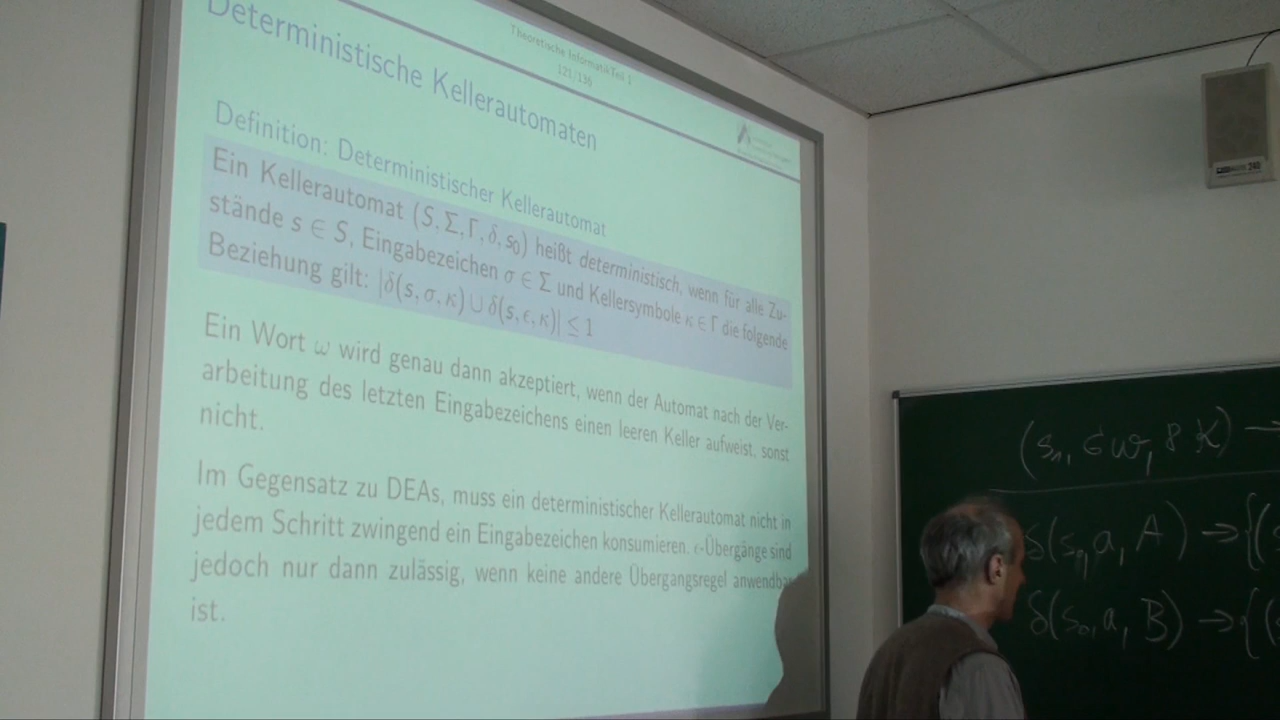 Theoretische Informatik Teil 1
121/136
Deterministische Kellerautomaten
Definition: Deterministischer Kellerautomat
Ein Kellerautomat (S, Σ, Γ, δ, s₀) heißt deterministisch, wenn für alle Zu-
stände s ∈ S, Eingabezeichen σ ∈ Σ und Kellersymbole κ ∈ Γ die folgende
Beziehung gilt: |δ(s, σ, κ) ∪ δ(s, ϵ, κ)| ≤ 1
Ein Wort ω wird genau dann akzeptiert, wenn der Automat nach der Ver-
arbeitung des letzten Eingabezeichens einen leeren Keller aufweist, sonst
nicht.
Im Gegensatz zu DEAs, muss ein deterministischer Kellerautomat nicht in
jedem Schritt zwingend ein Eingabezeichen konsumieren. ϵ-Übergänge sind
jedoch nur dann zulässig, wenn keine andere Übergangsregel anwendbar
ist.
δ(s₀, a, B) → {(
240